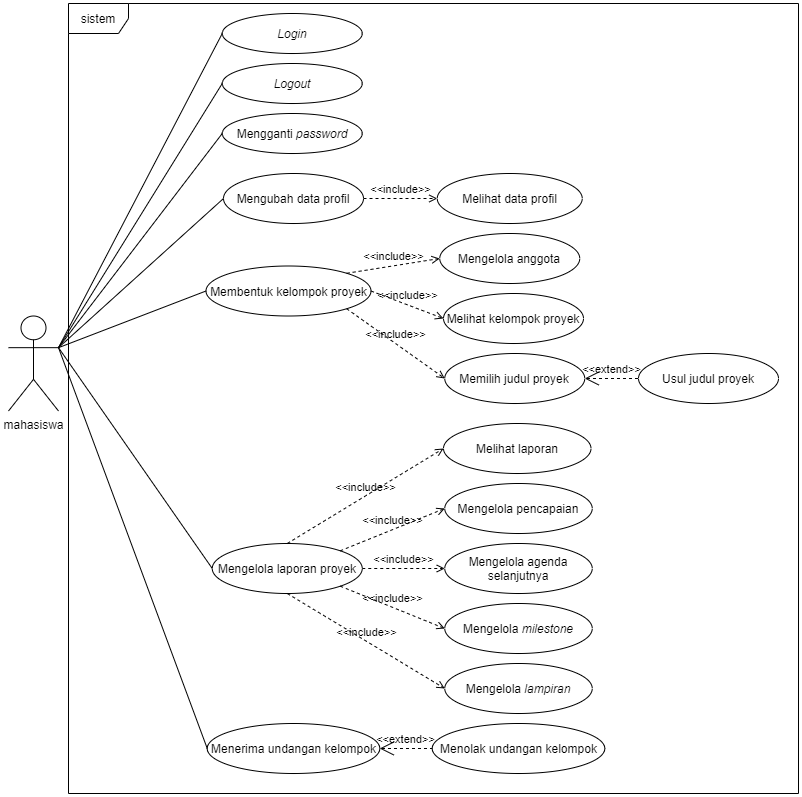 sistem
Login
Logout
Mengganti password
Mengubah data profil
<<include>>
Melihat data profil
Membentuk kelompok proyek
<<include>>
Mengelola anggota
<<include>>
Melihat kelompok proyek
<<include>>
Memilih judul proyek
<<extend>>
Usul judul proyek
mahasiswa
Mengelola laporan proyek
<<include>>
Melihat laporan
<<include>>
Mengelola pencapaian
<<include>>
Mengelola agenda
selanjutnya
<<include>>
Mengelola milestone
<<include>>
Mengelola lampiran
Menerima undangan kelompok
<<extend>>
Menolak undangan kelompok